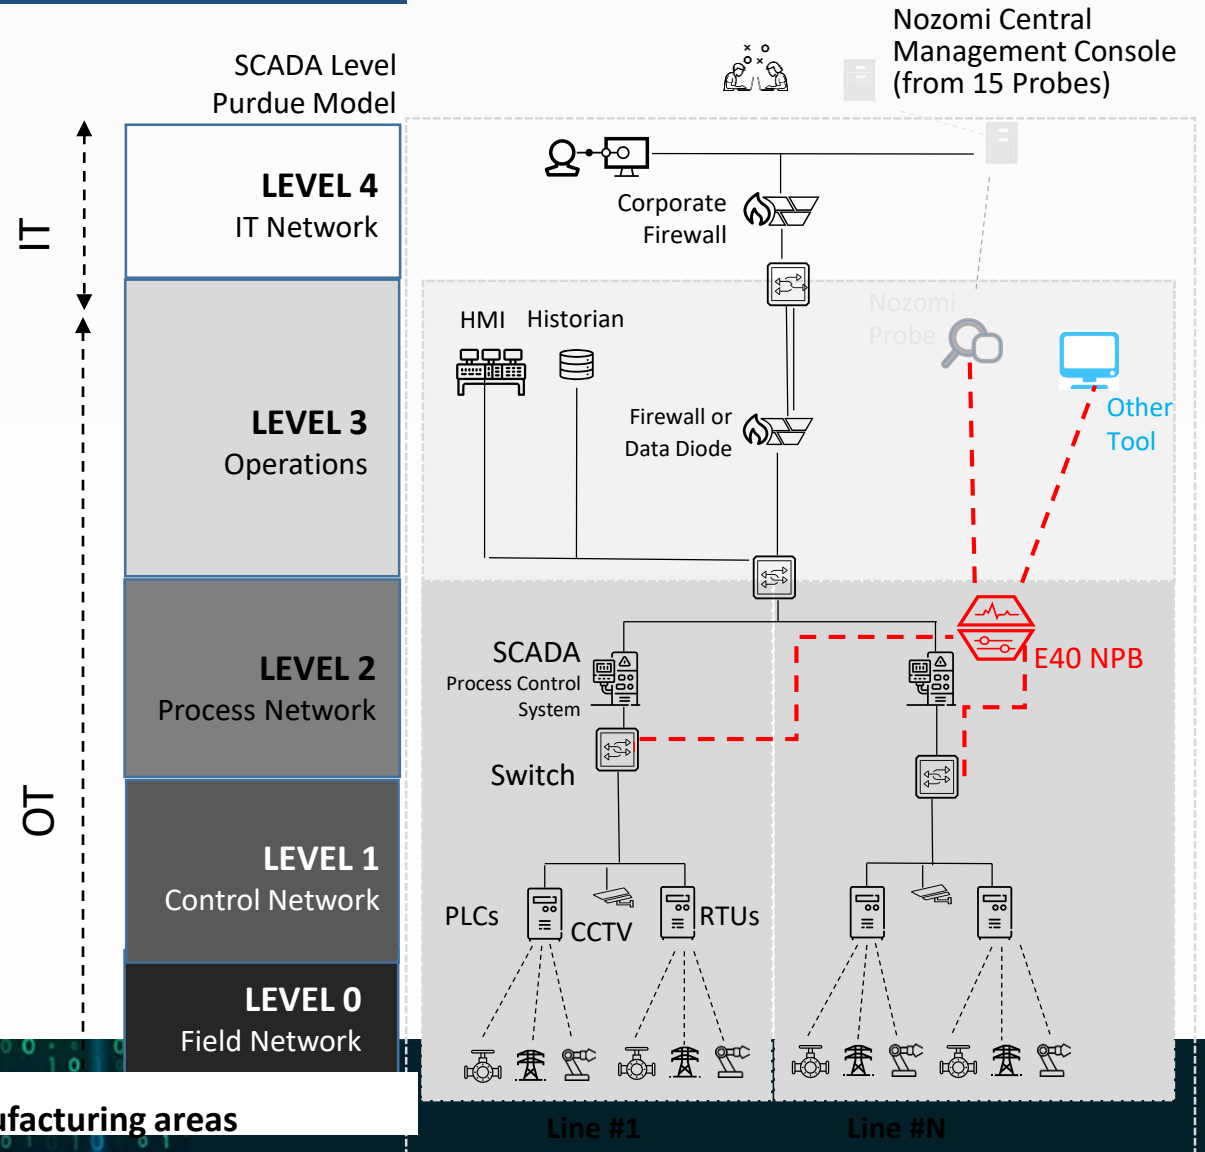 Nozomi Central
Management Console
(from 15 Probes)
SCADA Level
Purdue Model
IT
LEVEL 4
IT Network
Corporate
Firewall
HMI
Historian
Nozomi
Probe
Other
Tool
LEVEL 3
Operations
Firewall or
Data Diode
OT
LEVEL 2
Process Network
SCADA
Process Control
System
E40 NPB
Switch
LEVEL 1
Control Network
PLCs
CCTV
RTUs
LEVEL 0
Field Network
ufacturing areas
Line #1
Line #N